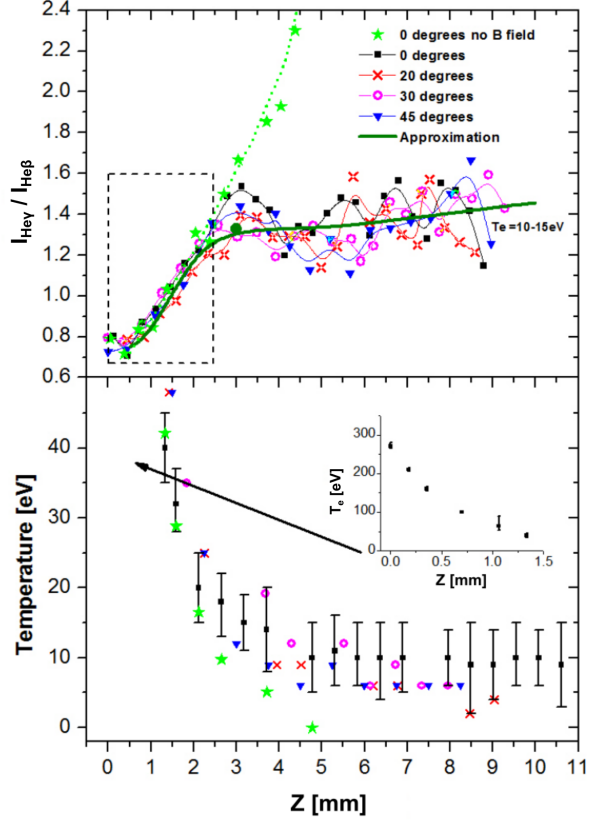 2.4
2.2
2.0
1.8
1.6
1.4
1.2
1.0
0.8
0.6
I_Heγ / I_Heβ
0 degrees no B field
0 degrees
20 degrees
30 degrees
45 degrees
Approximation
Te =10-15eV
40
30
20
10
0
Temperature [eV]
300
200
100
0
T_e [eV]
0.0 0.5 1.0 1.5
Z [mm]
0 1 2 3 4 5 6 7 8 9 10 11
Z [mm]